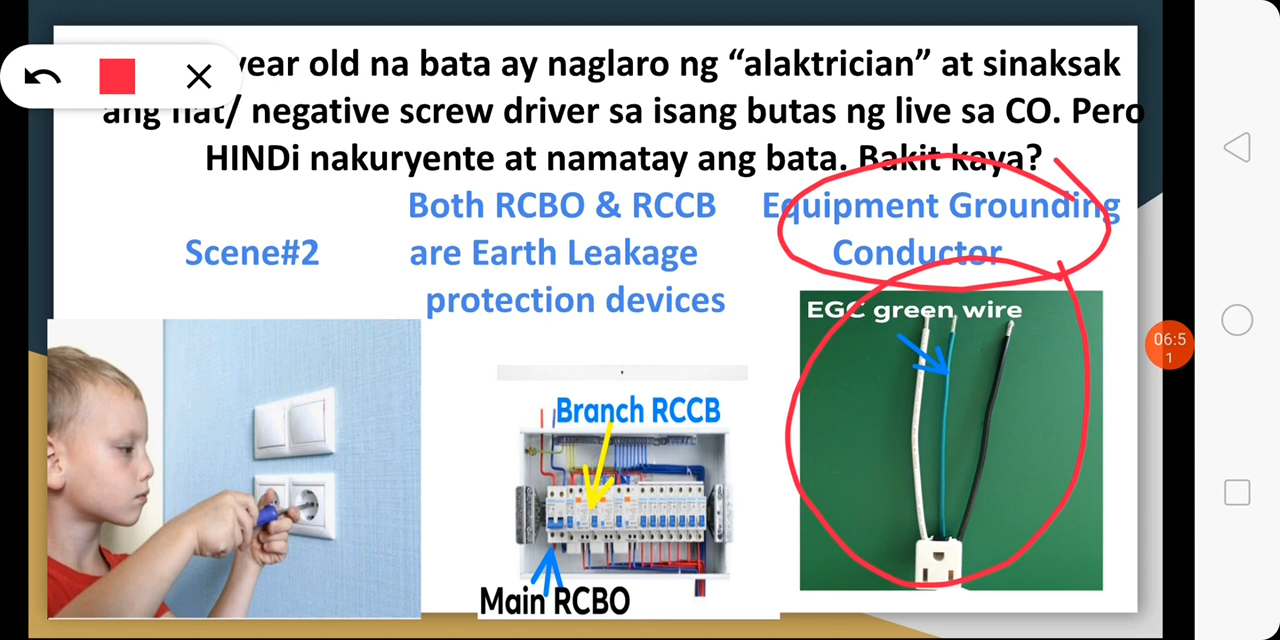 year old na bata ay naglaro ng “alaktrician” at sinaksak
ang flat/ negative screw driver sa isang butas ng live sa CO. Pero
HINDi nakuryente at namatay ang bata. Bakit kaya?
Scene#2
Both RCBO & RCCB
are Earth Leakage
protection devices
Equipment Grounding
Conductor
Branch RCCB
Main RCBO
EGC green wire
06:5
1